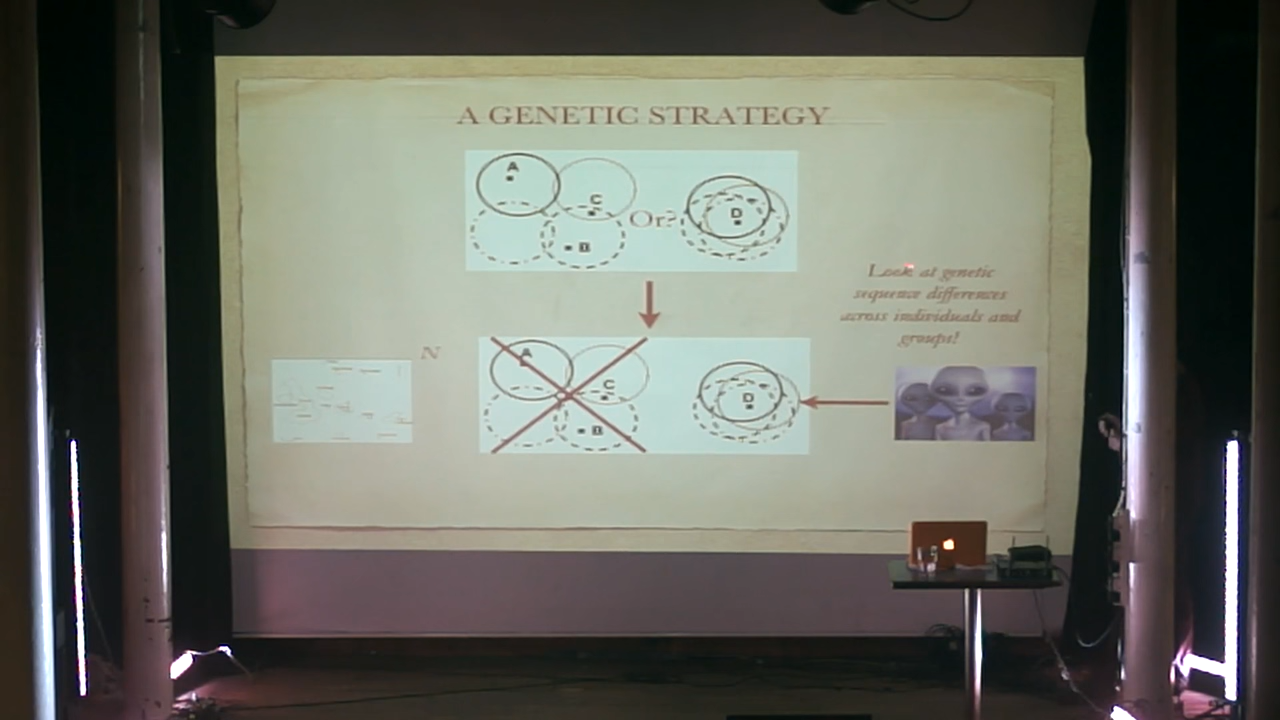 A GENETIC STRATEGY
A
C
B
Or?
D
Look at genetic
sequence differences
across individuals and
groups!
N
A
C
B
D